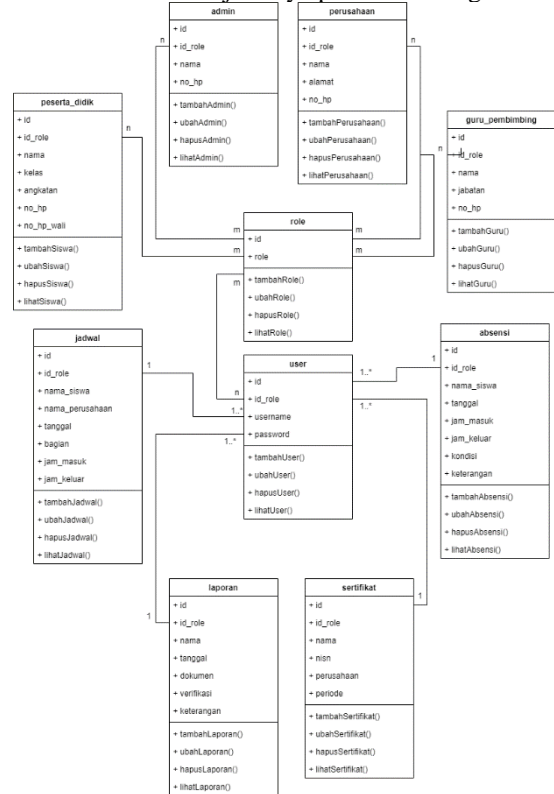 admin
+ id
+ id_role
+ nama
+ no_hp
+ tambahAdmin()
+ ubahAdmin()
+ hapusAdmin()
+ lihatAdmin()
n
perusahaan
+ id
+ id_role
+ nama
+ alamat
+ no_hp
+ tambahPerusahaan()
+ ubahPerusahaan()
+ hapusPerusahaan()
+ lihatPerusahaan()
n
peserta_didik
+ id
+ id_role
+ nama
+ kelas
+ angkatan
+ no_hp
+ no_hp_wali
+ tambahSiswa()
+ ubahSiswa()
+ hapusSiswa()
+ lihatSiswa()
n
guru_pembimbing
+ id
+ id_role
+ nama
+ jabatan
+ no_hp
+ tambahGuru()
+ ubahGuru()
+ hapusGuru()
+ lihatGuru()
n
role
+ id
+ role
+ tambahRole()
+ ubahRole()
+ hapusRole()
+ lihatRole()
m
m
m
m
m
jadwal
+ id
+ id_role
+ nama_siswa
+ nama_perusahaan
+ tanggal
+ bagian
+ jam_masuk
+ jam_keluar
+ tambahJadwal()
+ ubahJadwal()
+ hapusJadwal()
+ lihatJadwal()
1
user
+ id
+ id_role
+ username
+ password
+ tambahUser()
+ ubahUser()
+ hapusUser()
+ lihatUser()
n
1..*
1..*
1..*
1..*
absensi
+ id
+ id_role
+ nama_siswa
+ tanggal
+ jam_masuk
+ jam_keluar
+ kondisi
+ keterangan
+ tambahAbsensi()
+ ubahAbsensi()
+ hapusAbsensi()
+ lihatAbsensi()
1
laporan
+ id
+ id_role
+ nama
+ tanggal
+ dokumen
+ verifikasi
+ keterangan
+ tambahLaporan()
+ ubahLaporan()
+ hapusLaporan()
+ lihatLaporan()
1
sertifikat
+ id
+ id_role
+ nama
+ nisn
+ perusahaan
+ periode
+ tambahSertifikat()
+ ubahSertifikat()
+ hapusSertifikat()
+ lihatSertifikat()
1